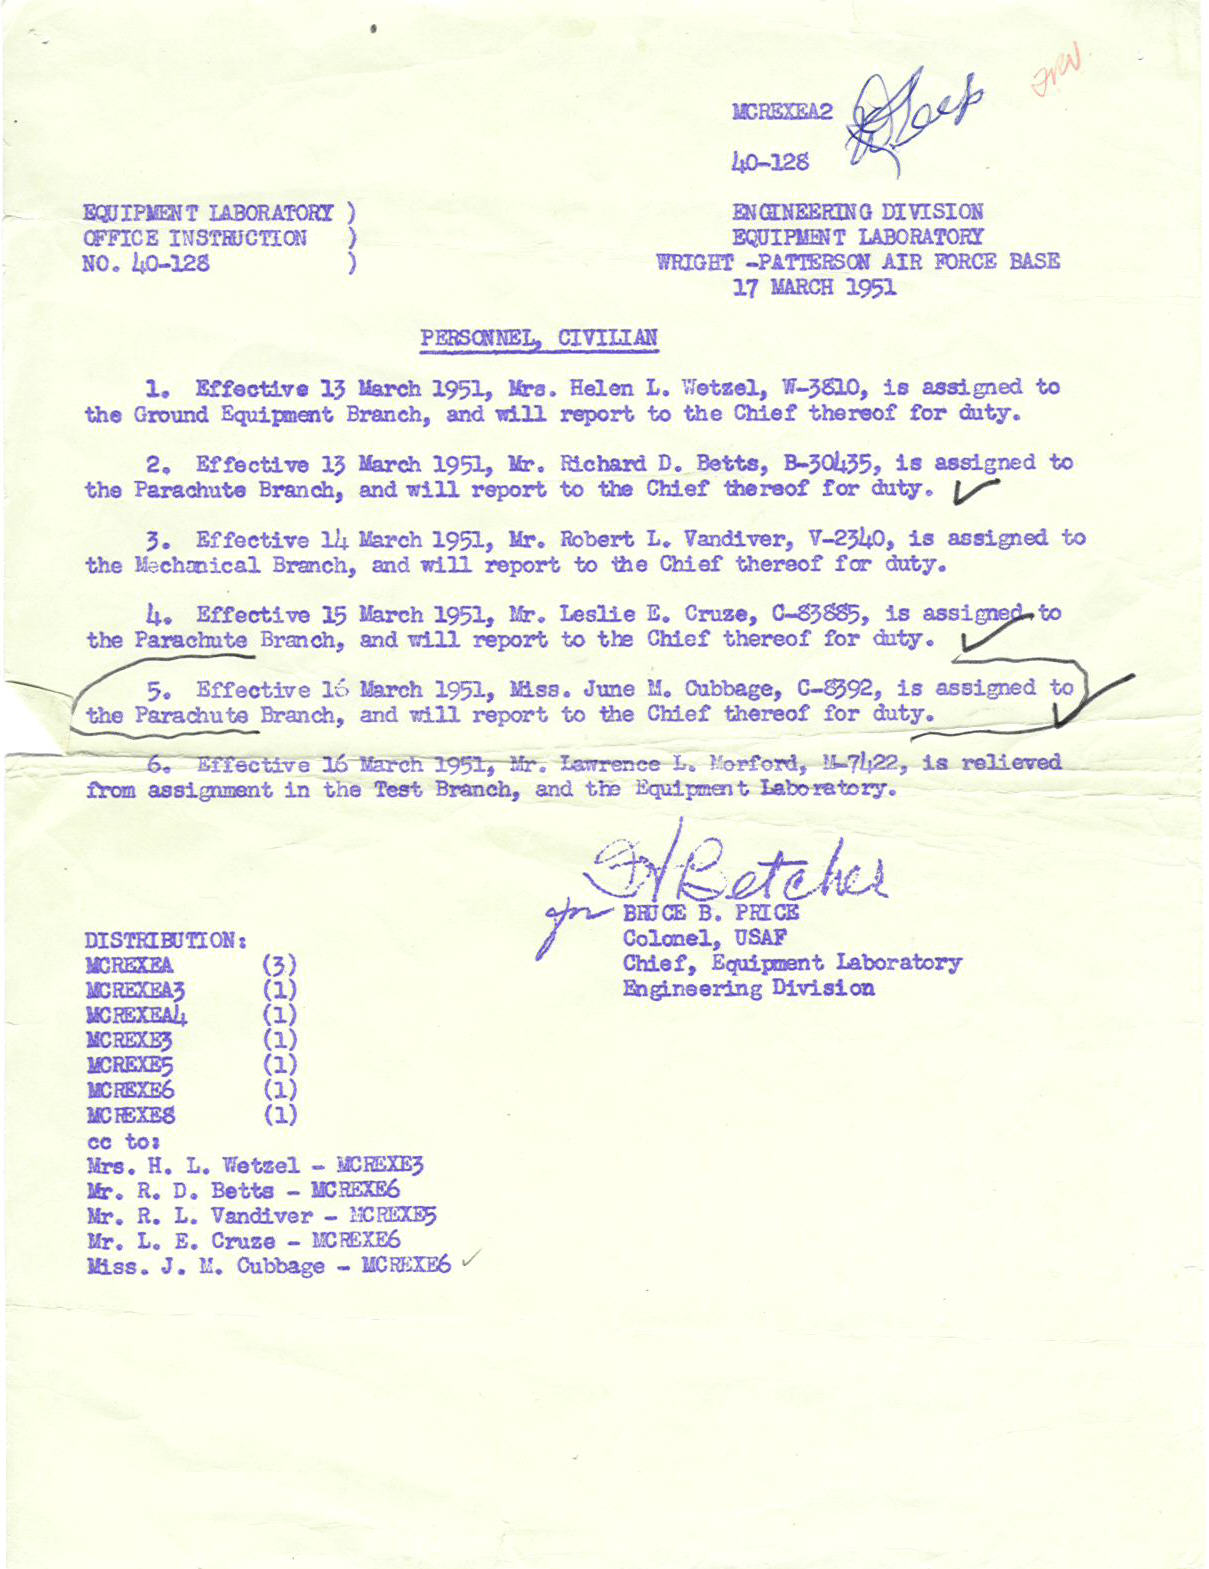 MCREXEA2
Keep
40-128
EQUIPMENT LABORATORY )
OFFICE INSTRUCTION )
NO. 40-128 )
ENGINEERING DIVISION
EQUIPMENT LABORATORY
WRIGHT -PATTERSON AIR FORCE BASE
17 MARCH 1951
PERSONNEL, CIVILIAN
1. Effective 13 March 1951, Mrs. Helen L. Wetzel, W-3810, is assigned to
the Ground Equipment Branch, and will report to the Chief thereof for duty.
2. Effective 13 March 1951, Mr. Richard D. Betts, B-30435, is assigned to
the Parachute Branch, and will report to the Chief thereof for duty.
3. Effective 14 March 1951, Mr. Robert L. Vandiver, V-2340, is assigned to
the Mechanical Branch, and will report to the Chief thereof for duty.
4. Effective 15 March 1951, Mr. Leslie E. Cruze, C-83885, is assigned to
the Parachute Branch, and will report to the Chief thereof for duty.
5. Effective 16 March 1951, Miss. June M. Cubbage, C-8392, is assigned to
the Parachute Branch, and will report to the Chief thereof for duty.
6. Effective 16 March 1951, Mr. Lawrence L. Morford, M-7422, is relieved
from assignment in the Test Branch, and the Equipment Laboratory.
Betcher
for BRUCE B. PRICE
Colonel, USAF
Chief, Equipment Laboratory
Engineering Division
DISTRIBUTION:
MCREXEA (3)
MCREXEA3 (1)
MCREXEA4 (1)
MCREXE3 (1)
MCREXE5 (1)
MCREXE6 (1)
MCREXE8 (1)
cc to:
Mrs. H. L. Wetzel - MCREXE3
Mr. R. D. Betts - MCREXE6
Mr. R. L. Vandiver - MCREXE5
Mr. L. E. Cruze - MCREXE6
Miss. J. M. Cubbage - MCREXE6